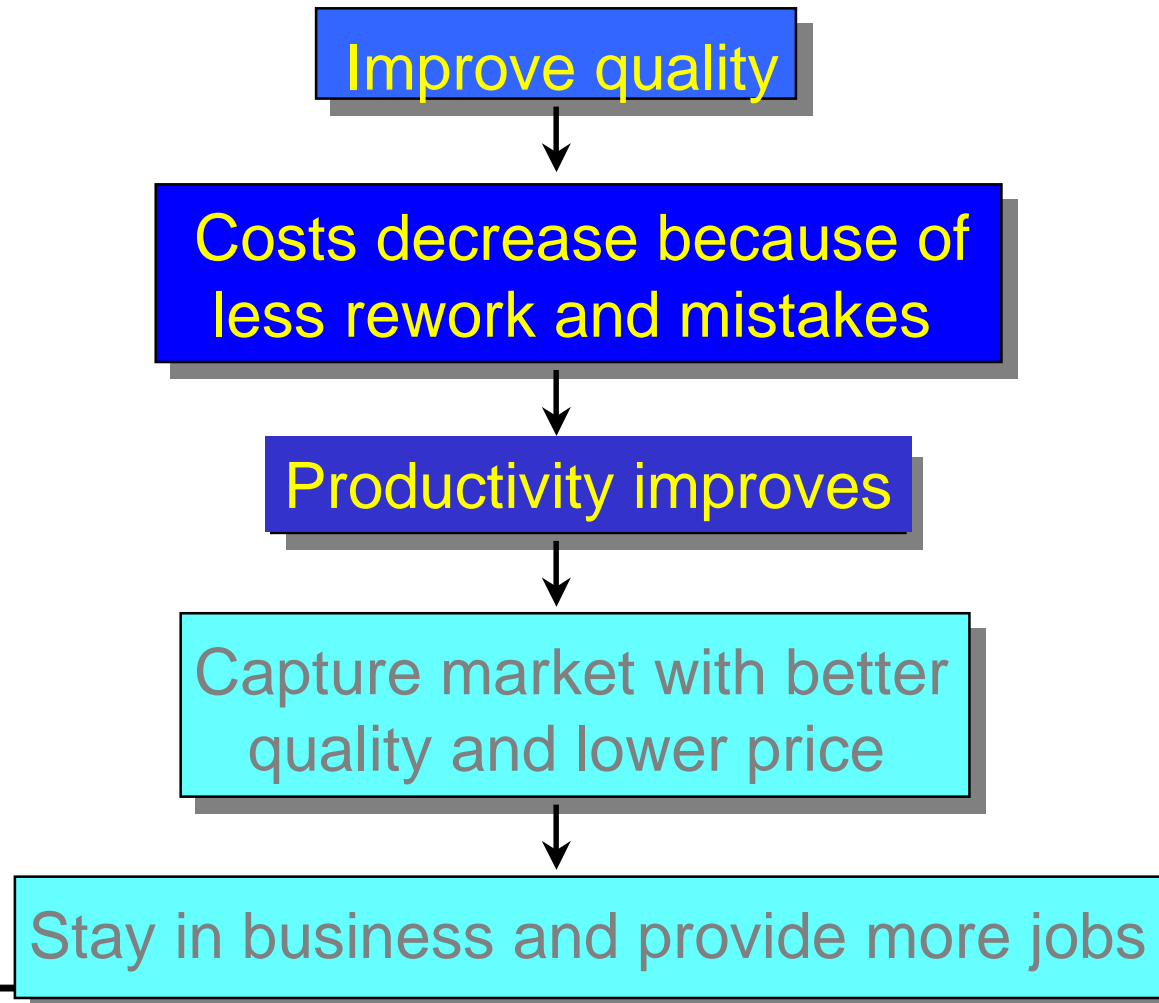 Improve quality
Costs decrease because of
less rework and mistakes
Productivity improves
Capture market with better
quality and lower price
Stay in business and provide more jobs